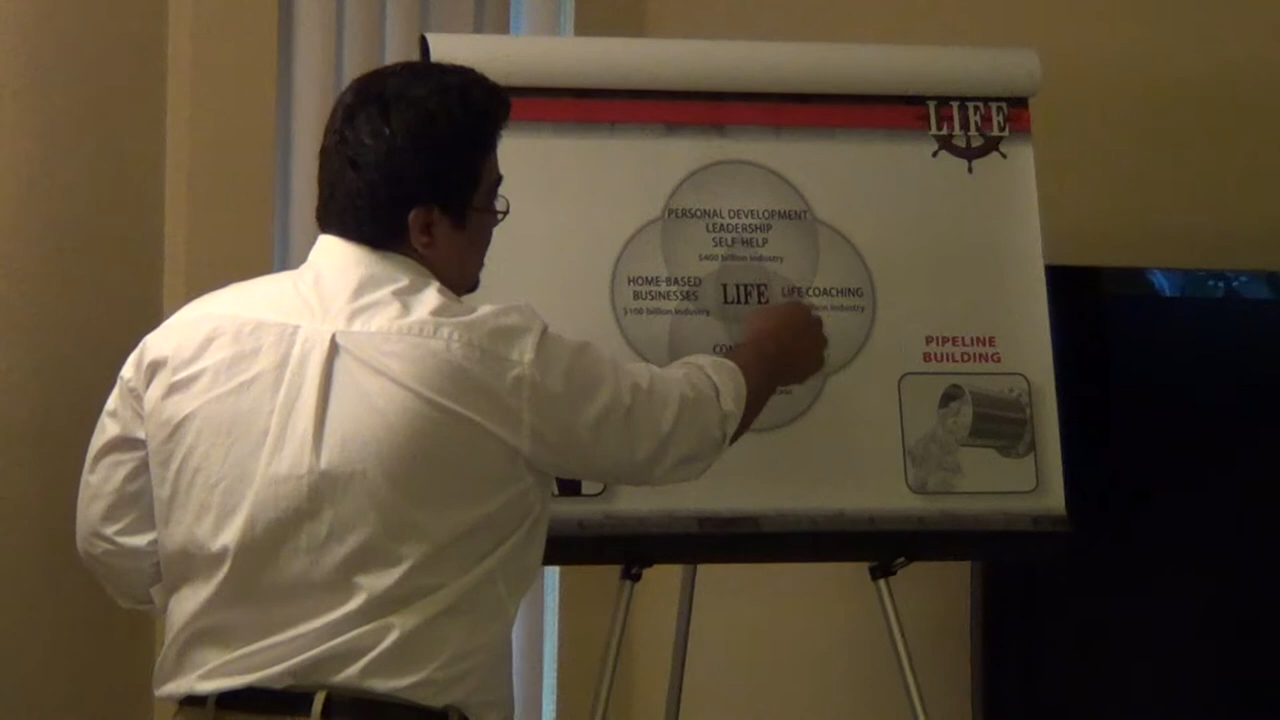 LIFE
PERSONAL DEVELOPMENT
LEADERSHIP
SELF-HELP
$400 billion industry
HOME-BASED
BUSINESSES
$100 billion industry
LIFE
LIFE COACHING
industry
PIPELINE
BUILDING